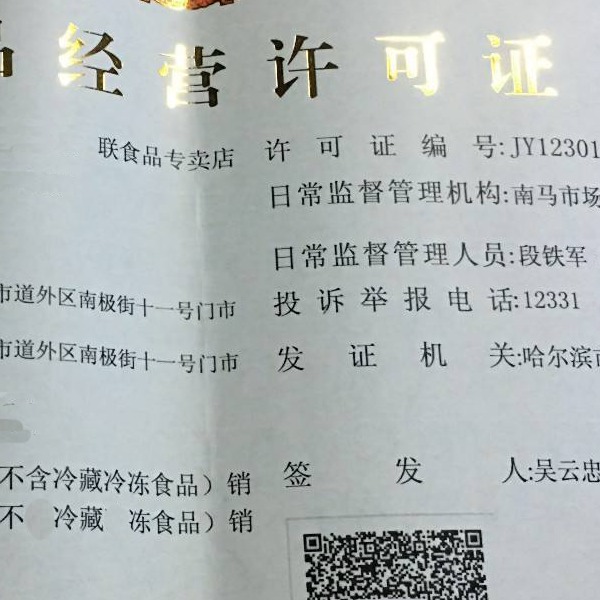 品经营许可证
联食品专卖店 许可证编号:JY12301
日常监督管理机构:南马市场
日常监督管理人员:段铁军
市道外区南极街十一号门市 投诉举报电话:12331
市道外区南极街十一号门市 发证机关:哈尔滨市
不含冷藏冷冻食品）销 签发人:吴云忠
不 冷藏 冻食品）销